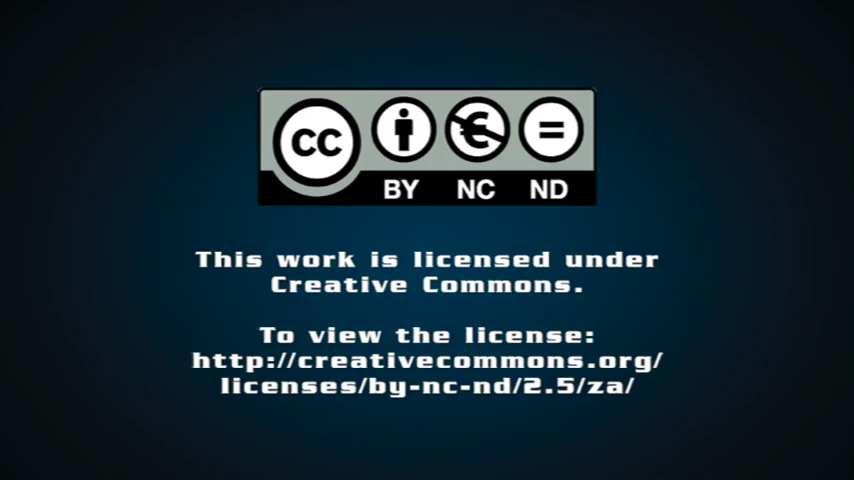 CC
BY NC ND
This work is licensed under
Creative Commons.
To view the license:
http://creativecommons.org/
licenses/by-nc-nd/2.5/za/